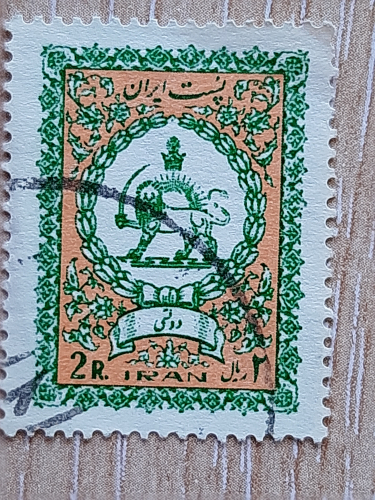 پست ایران
دولتی
2 R. ۲ ریال
IRAN